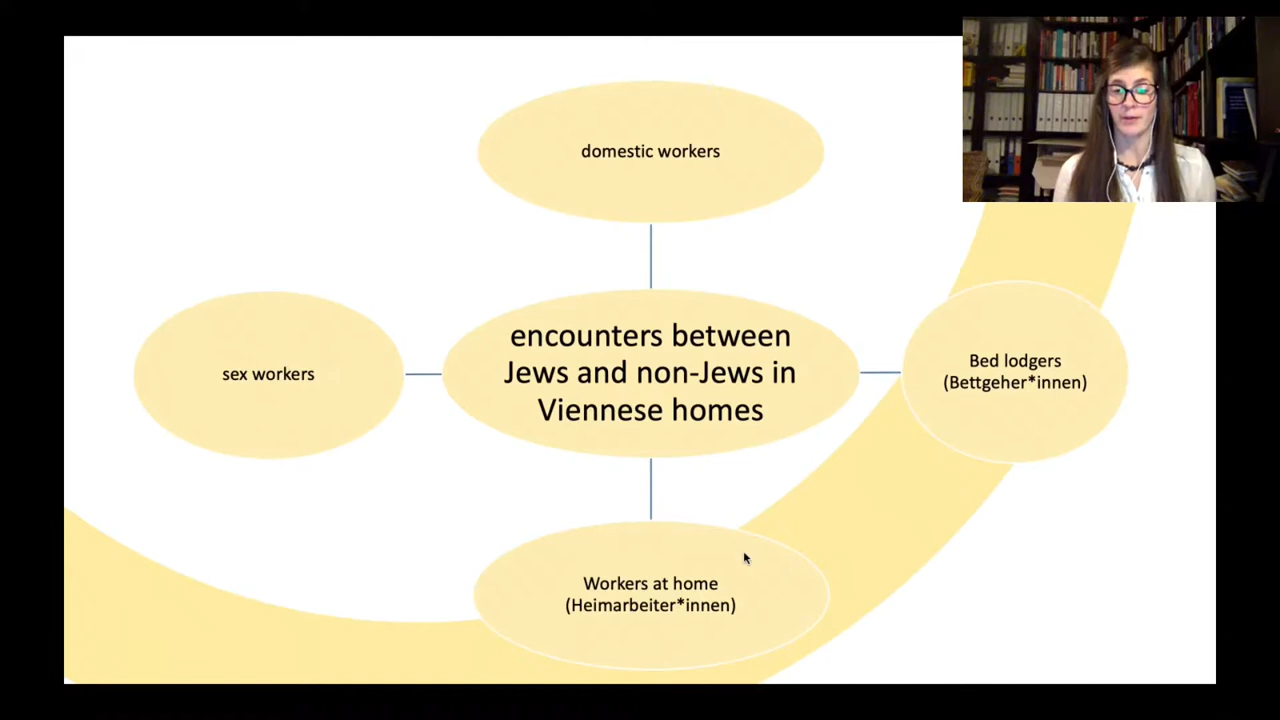 domestic workers
encounters between
Jews and non-Jews in
Viennese homes
sex workers
Bed lodgers
(Bettgeher*innen)
Workers at home
(Heimarbeiter*innen)